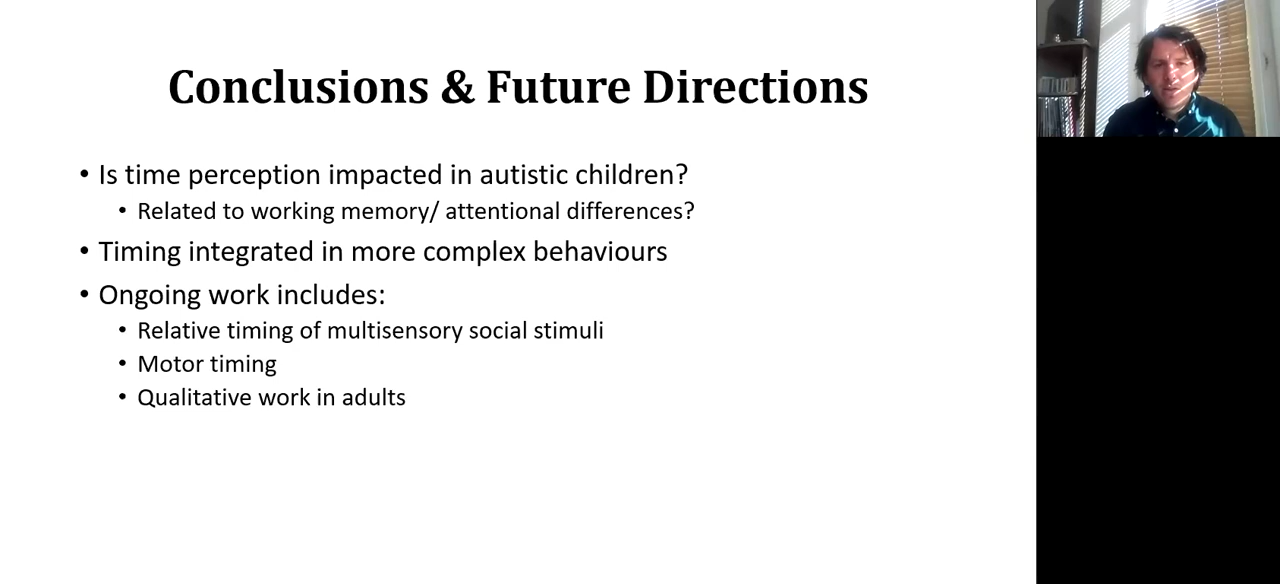 Conclusions & Future Directions
• Is time perception impacted in autistic children?
• Related to working memory/ attentional differences?
• Timing integrated in more complex behaviours
• Ongoing work includes:
• Relative timing of multisensory social stimuli
• Motor timing
• Qualitative work in adults